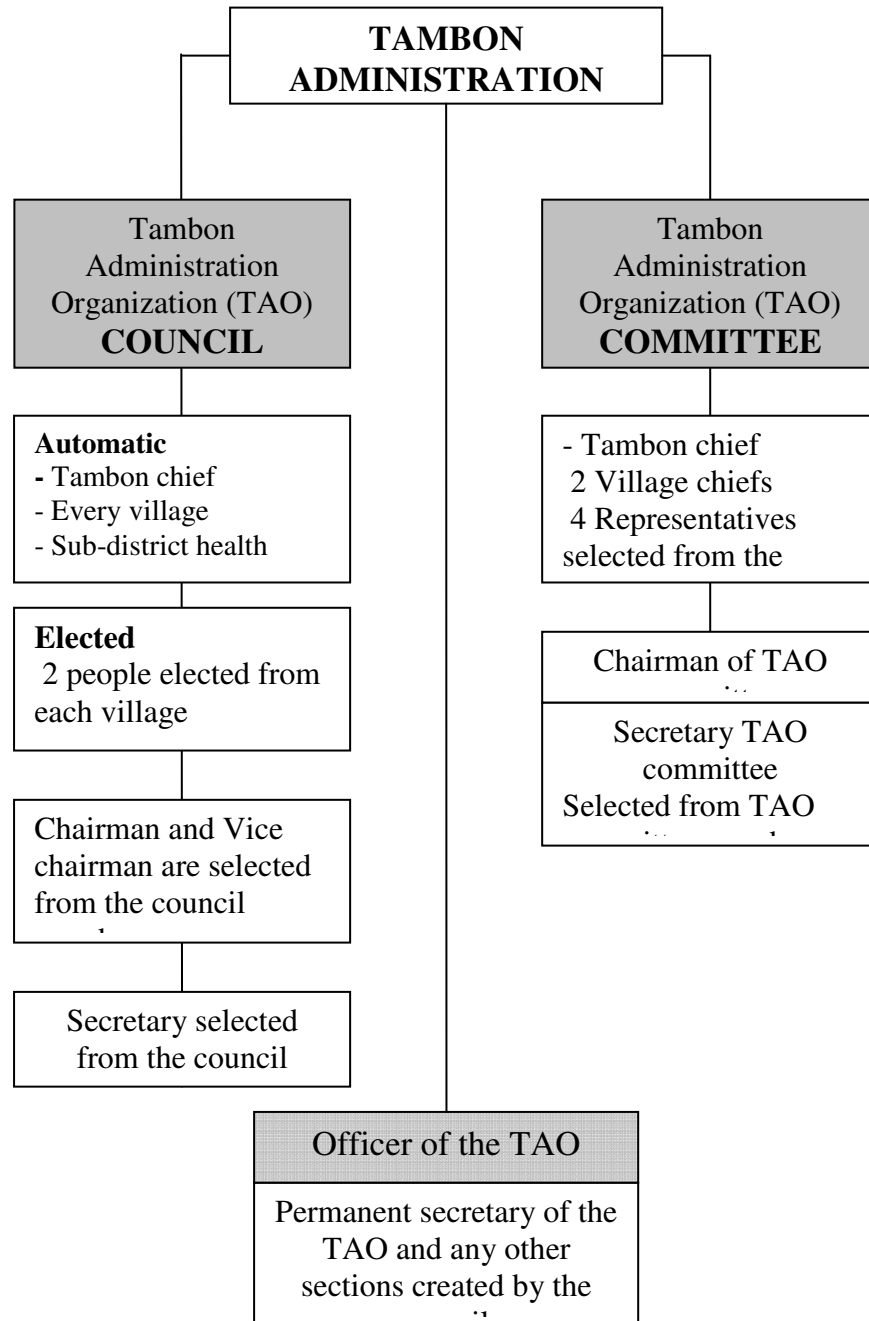 TAMBON
ADMINISTRATION
Tambon
Administration
Organization (TAO)
COUNCIL
Automatic
- Tambon chief
- Every village
- Sub-district health
Elected
2 people elected from
each village
Chairman and Vice
chairman are selected
from the council
Secretary selected
from the council
Tambon
Administration
Organization (TAO)
COMMITTEE
- Tambon chief
2 Village chiefs
4 Representatives
selected from the
Chairman of TAO
Secretary TAO
committee
Selected from TAO
Officer of the TAO
Permanent secretary of the
TAO and any other
sections created by the